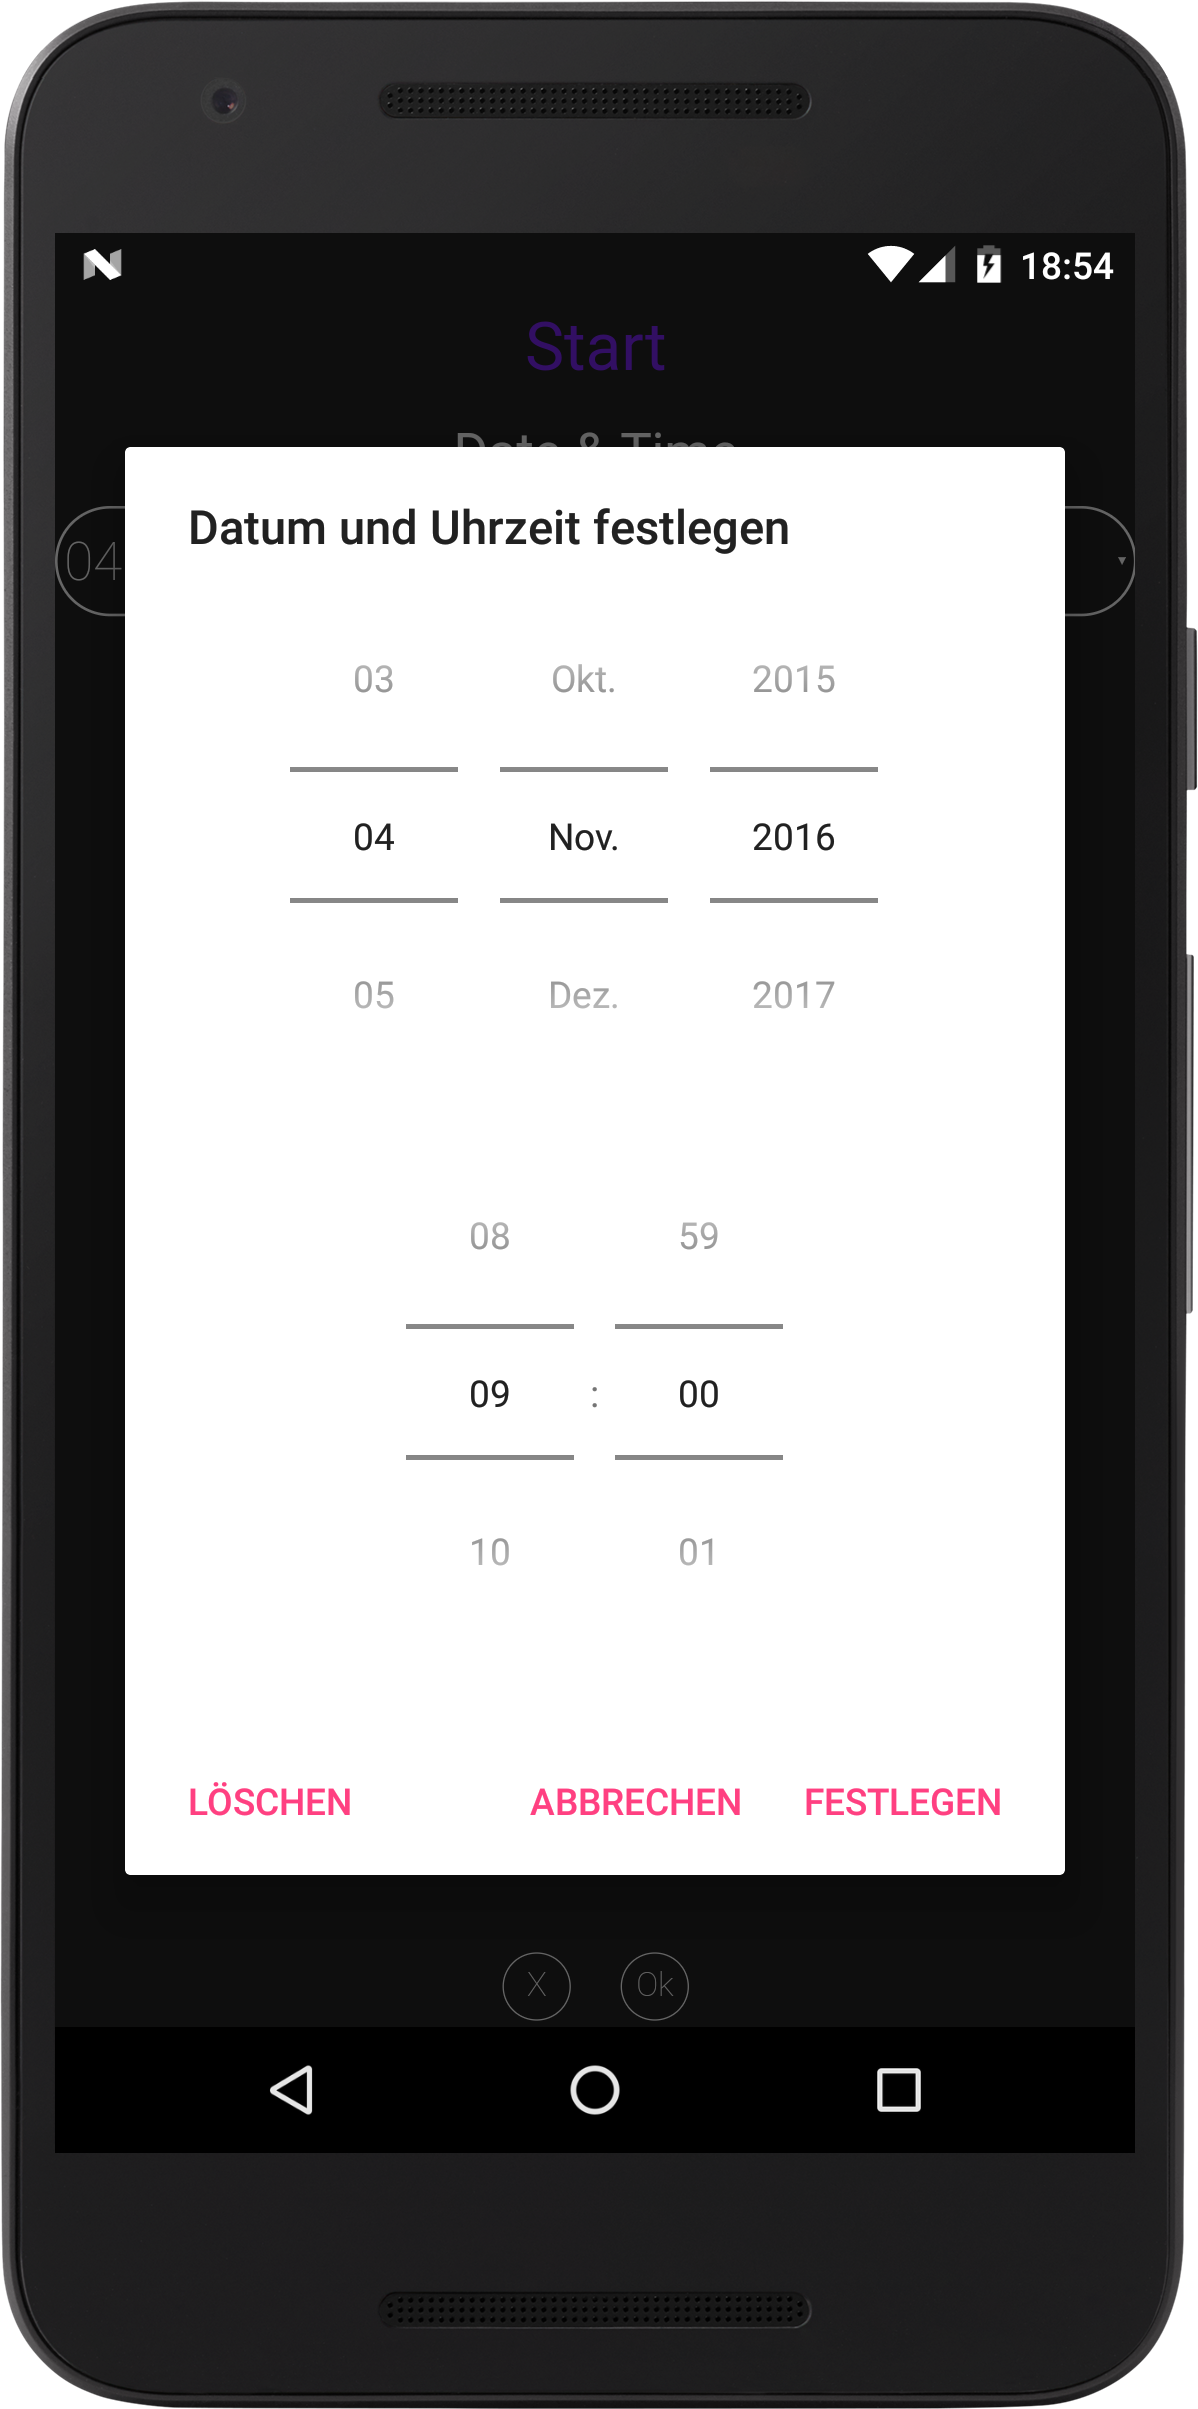 18:54
Start
Date & Time
04
Datum und Uhrzeit festlegen
03 Okt. 2015
04 Nov. 2016
05 Dez. 2017
08 59
09 : 00
10 01
LÖSCHEN ABBRECHEN FESTLEGEN
X Ok